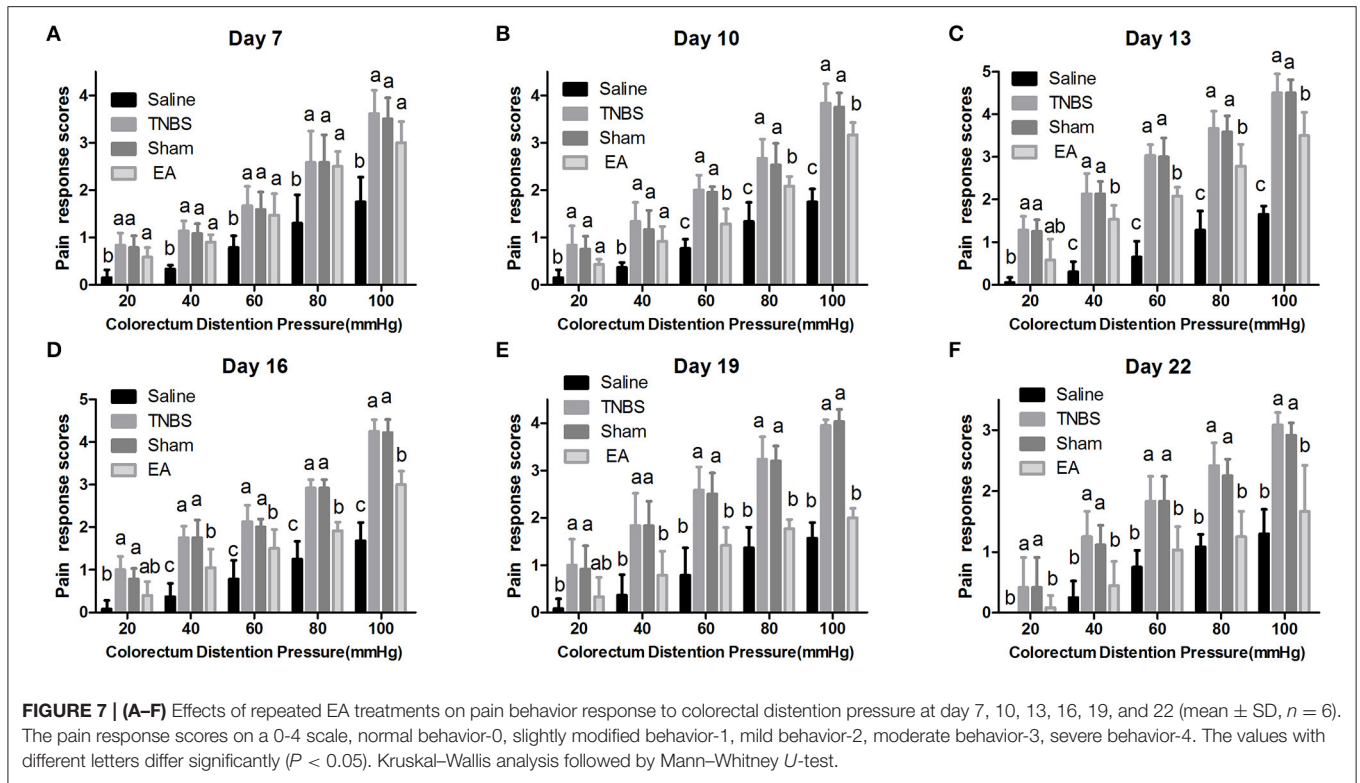 A
Day 7
Pain response scores
4
3
2
1
0
Saline
TNBS
Sham
EA
b a a a
b a a a
b a a a
b a a a
b a a a
20 40 60 80 100
Colorectum Distention Pressure(mmHg)
B
Day 10
Pain response scores
4
2
0
Saline
TNBS
Sham
EA
b a a a
b a a a
c a a b
c a a b
c a a b
20 40 60 80 100
Colorectum Distention Pressure(mmHg)
C
Day 13
Pain response scores
5
4
3
2
1
0
Saline
TNBS
Sham
EA
b a a ab
c a a b
c a a b
c a a b
c a a b
20 40 60 80 100
Colorectum Distention Pressure(mmHg)
D
Day 16
Pain response scores
5
4
3
2
1
0
Saline
TNBS
Sham
EA
b a a ab
c a a b
c a a b
c a a b
c a a b
20 40 60 80 100
Colorectum Distention Pressure(mmHg)
E
Day 19
Pain response scores
4
3
2
1
0
Saline
TNBS
Sham
EA
b a a ab
b a a b
b a a b
b a a b
b a a b
20 40 60 80 100
Colorectum Distention Pressure(mmHg)
F
Day 22
Pain response scores
3
2
1
0
Saline
TNBS
Sham
EA
b a a b
b a a b
b a a b
b a a b
b a a b
20 40 60 80 100
Colorectum Distention Pressure(mmHg)
FIGURE 7 | (A–F) Effects of repeated EA treatments on pain behavior response to colorectal distention pressure at day 7, 10, 13, 16, 19, and 22 (mean ± SD, n = 6).
The pain response scores on a 0-4 scale, normal behavior-0, slightly modified behavior-1, mild behavior-2, moderate behavior-3, severe behavior-4. The values with
different letters differ significantly (P < 0.05). Kruskal–Wallis analysis followed by Mann–Whitney U-test.